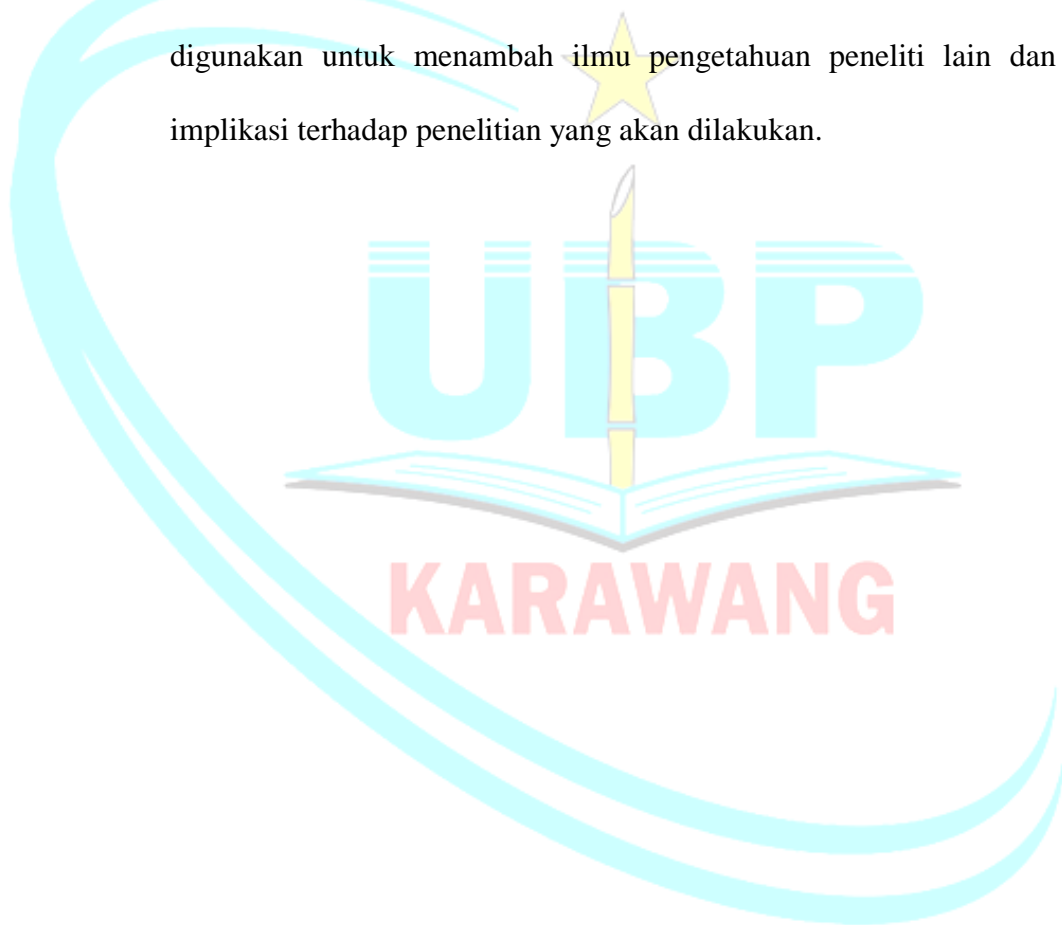 digunakan untuk menambah ilmu pengetahuan peneliti lain dan
implikasi terhadap penelitian yang akan dilakukan.
UBP
KARAWANG